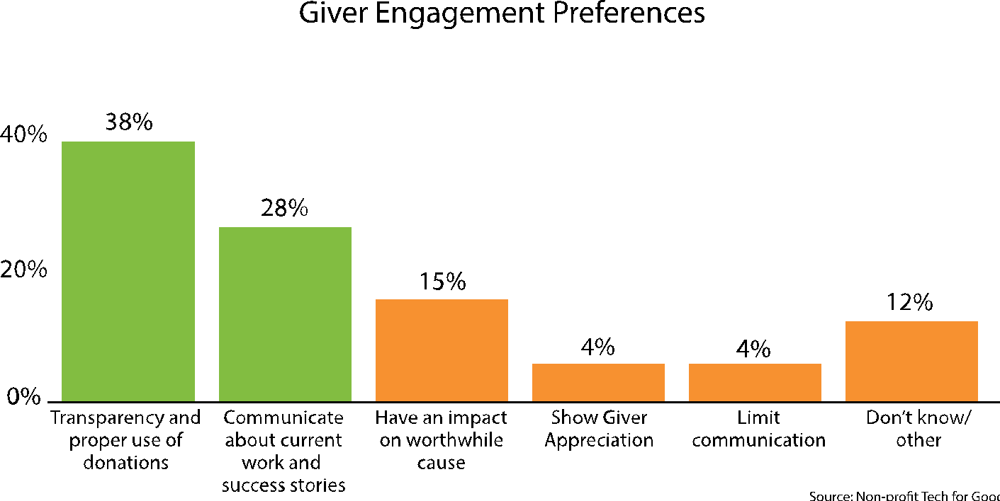 Giver Engagement Preferences
40%
20%
0%
38%
28%
15%
4%
4%
12%
Transparency and
proper use of
donations
Communicate
about current
work and
success stories
Have an impact
on worthwhile
cause
Show Giver
Appreciation
Limit
communication
Don't know/
other
Source: Non-profit Tech for Good